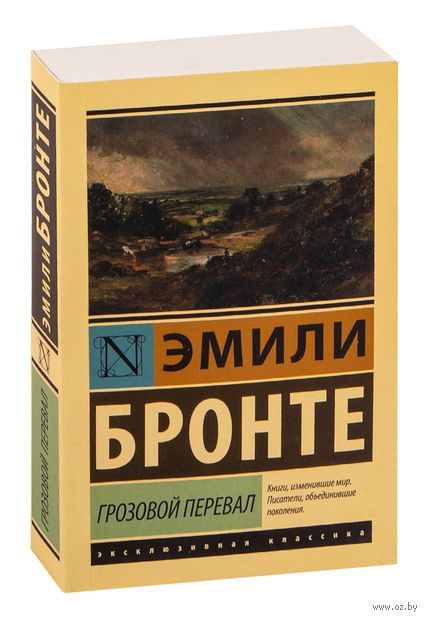 ЭМИЛИ БРОНТЕ
N
ГРОЗОВОЙ ПЕРЕВАЛ
N ЭМИЛИ
БРОНТЕ
ГРОЗОВОЙ ПЕРЕВАЛ
Книги, изменившие мир.
Писатели, объединившие
поколения.
эксклюзивная классика
www.oz.by